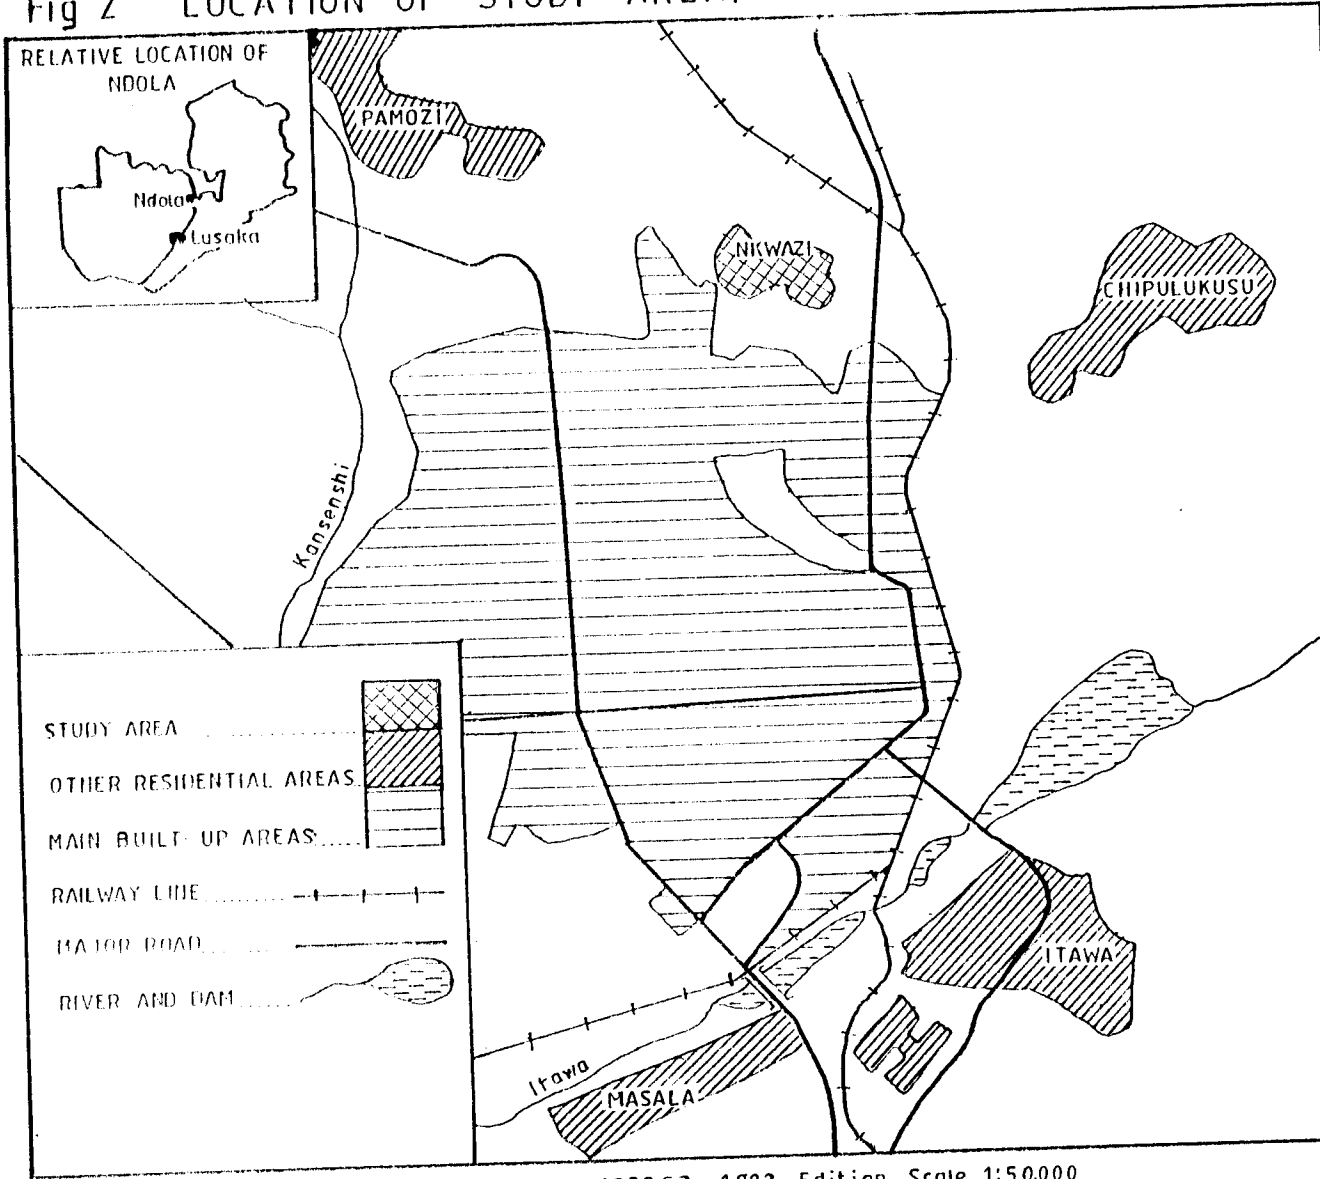 Fig 2 LOCATION OF STUDY AREA
RELATIVE LOCATION OF
NDOLA
Ndola
Lusaka
PAMOZI
NKWAZI
CHIPULUKUSU
Kansenshi
STUDY AREA
OTHER RESIDENTIAL AREAS
MAIN BUILT UP AREAS
RAILWAY LINE
MAJOR ROAD
RIVER AND DAM
ITAWA
Itawa
MASALA
Edition Scale 1:50,000